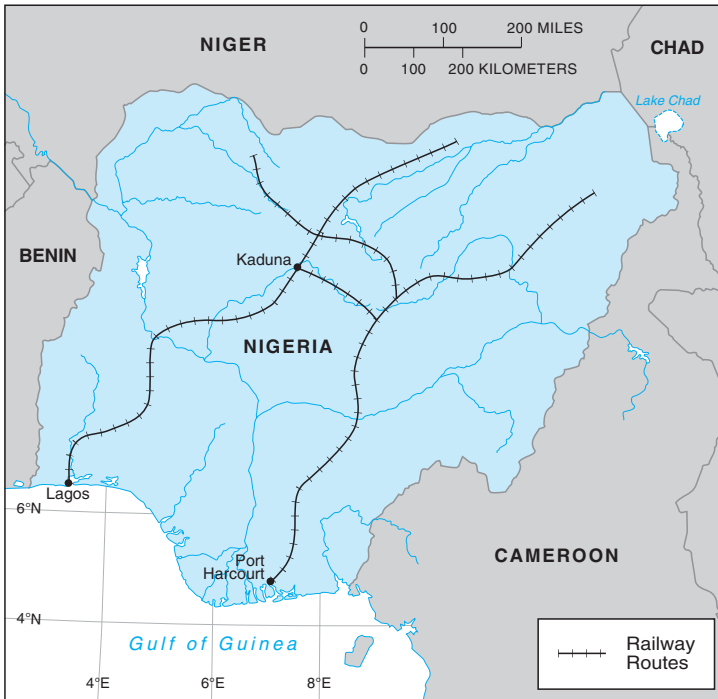 NIGER
0 100 200 MILES
0 100 200 KILOMETERS
CHAD
Lake Chad
BENIN
Kaduna
NIGERIA
Lagos
6°N
Port
Harcourt
CAMEROON
4°N
Gulf of Guinea
4°E 6°E 8°E
Railway
Routes